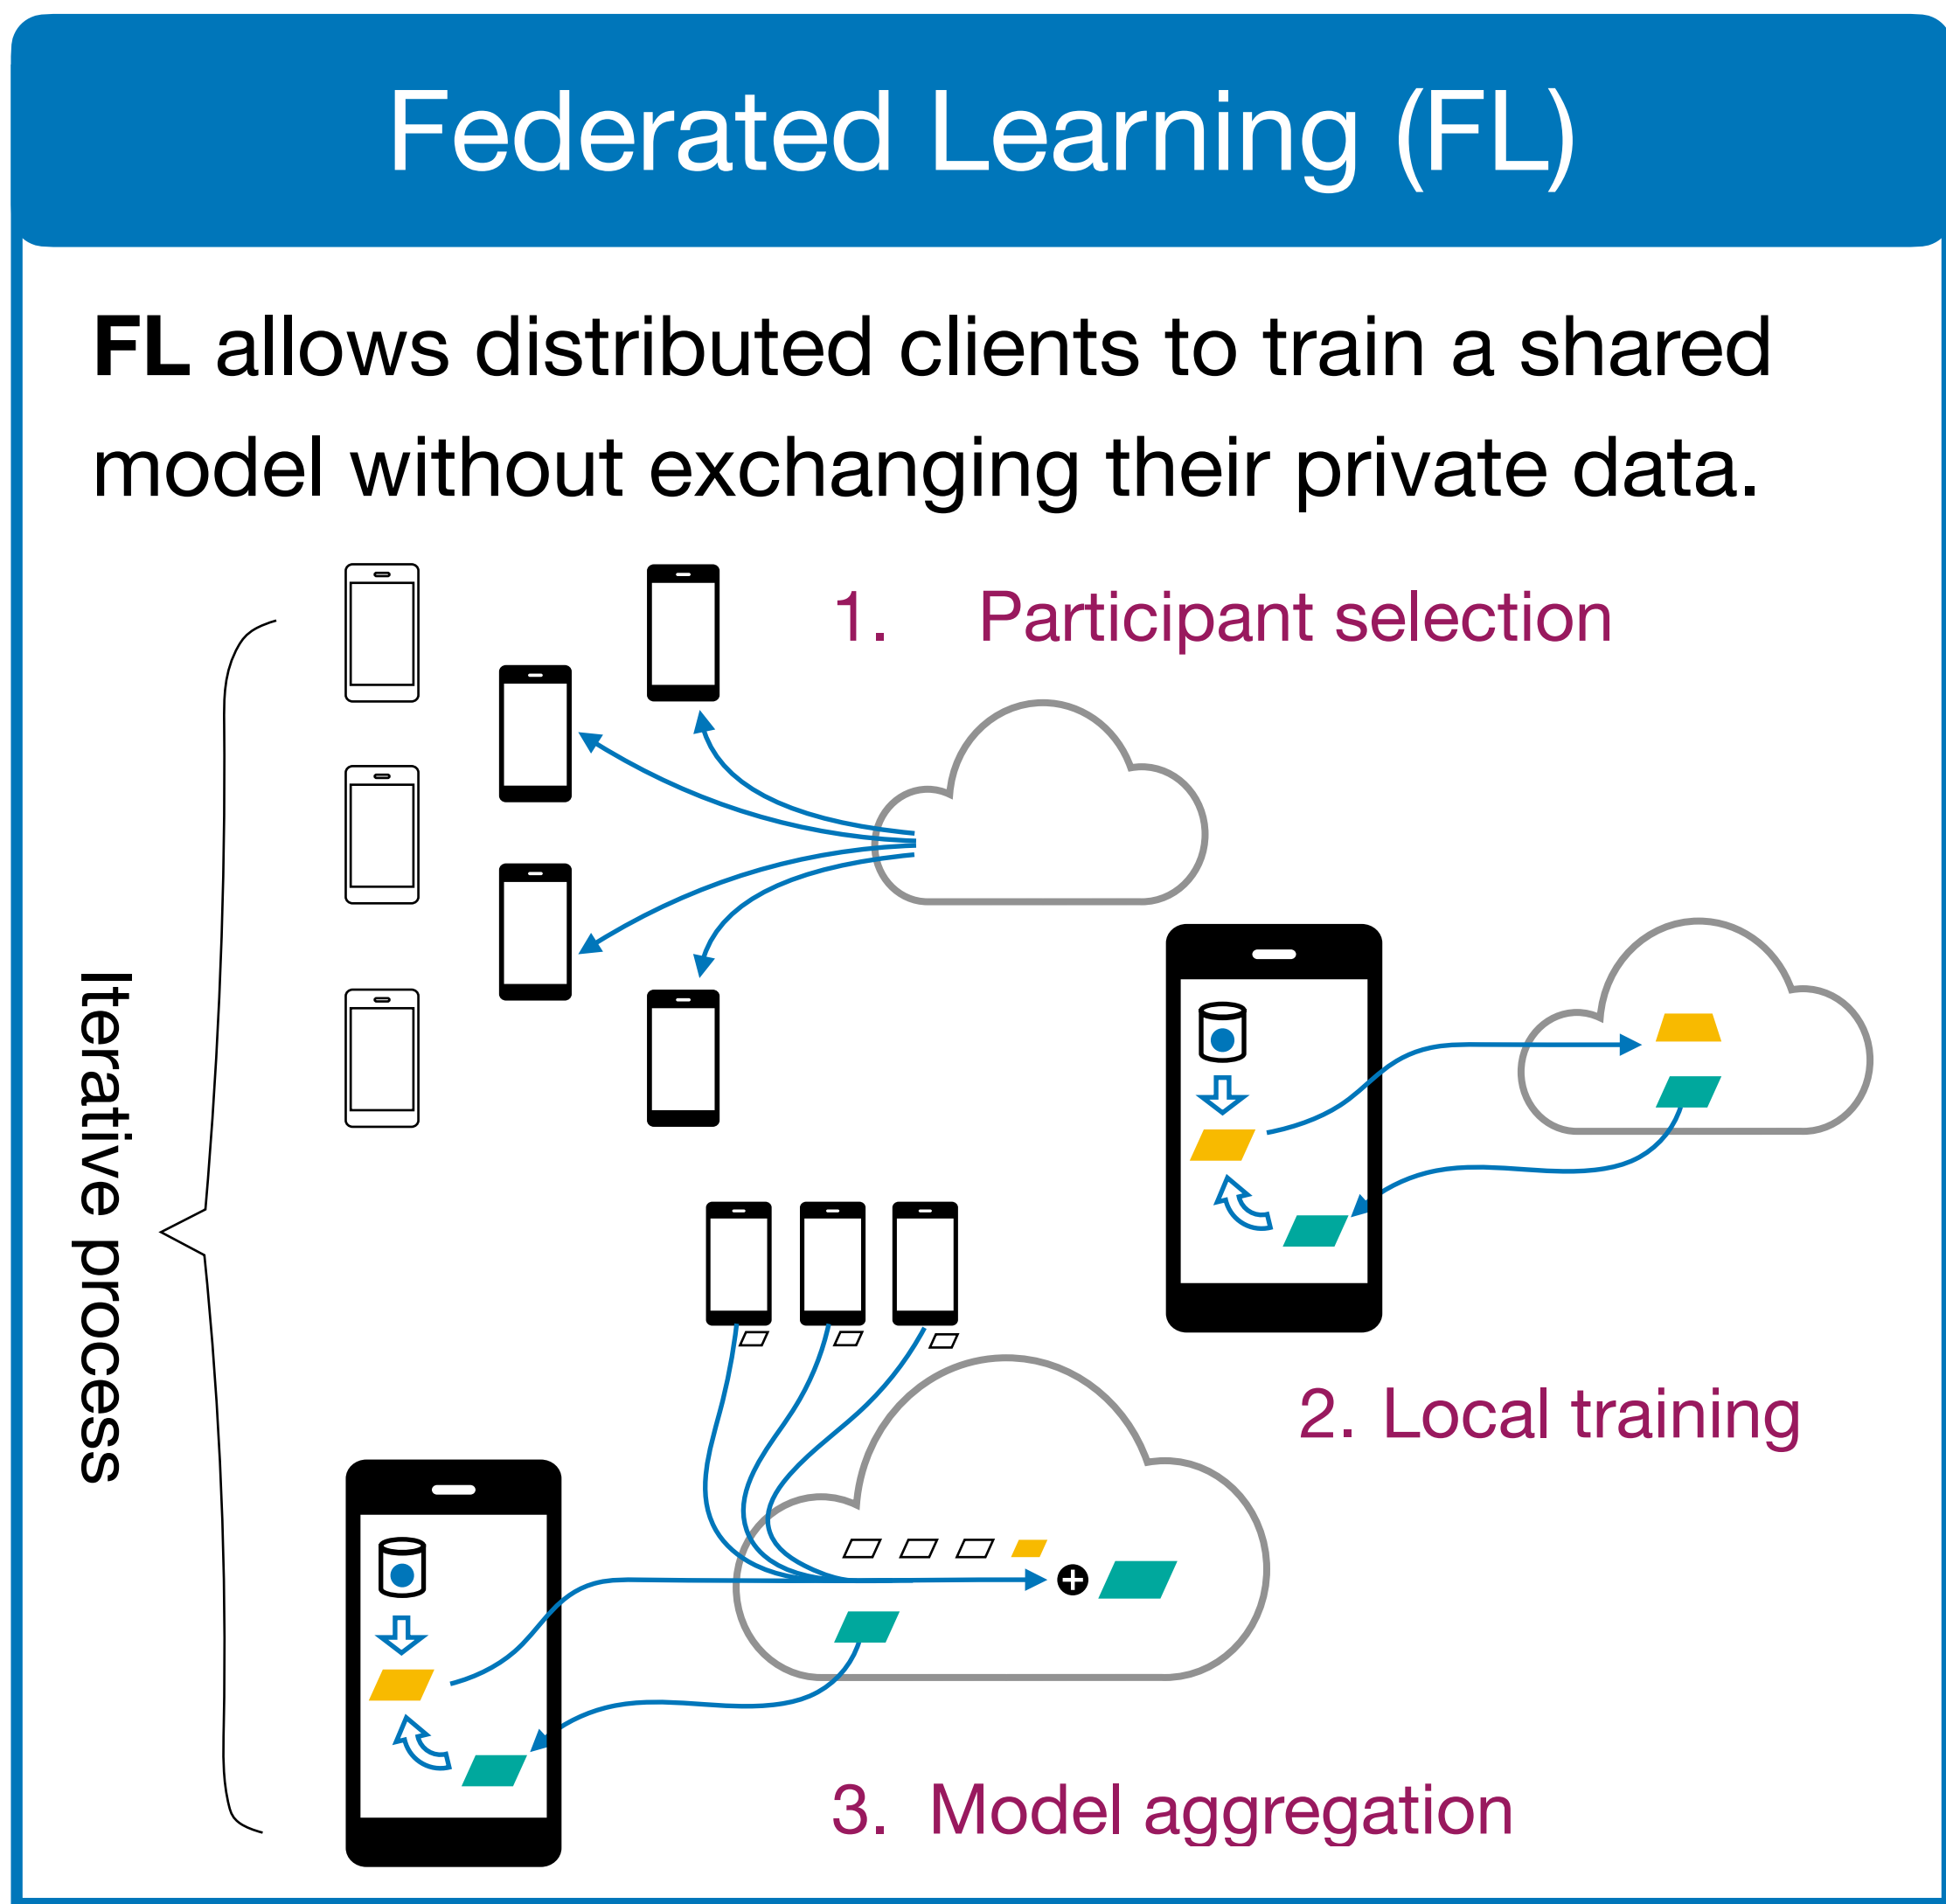 Federated Learning (FL)
FL allows distributed clients to train a shared
model without exchanging their private data.
1. Participant selection
Iterative process
2. Local training
3. Model aggregation